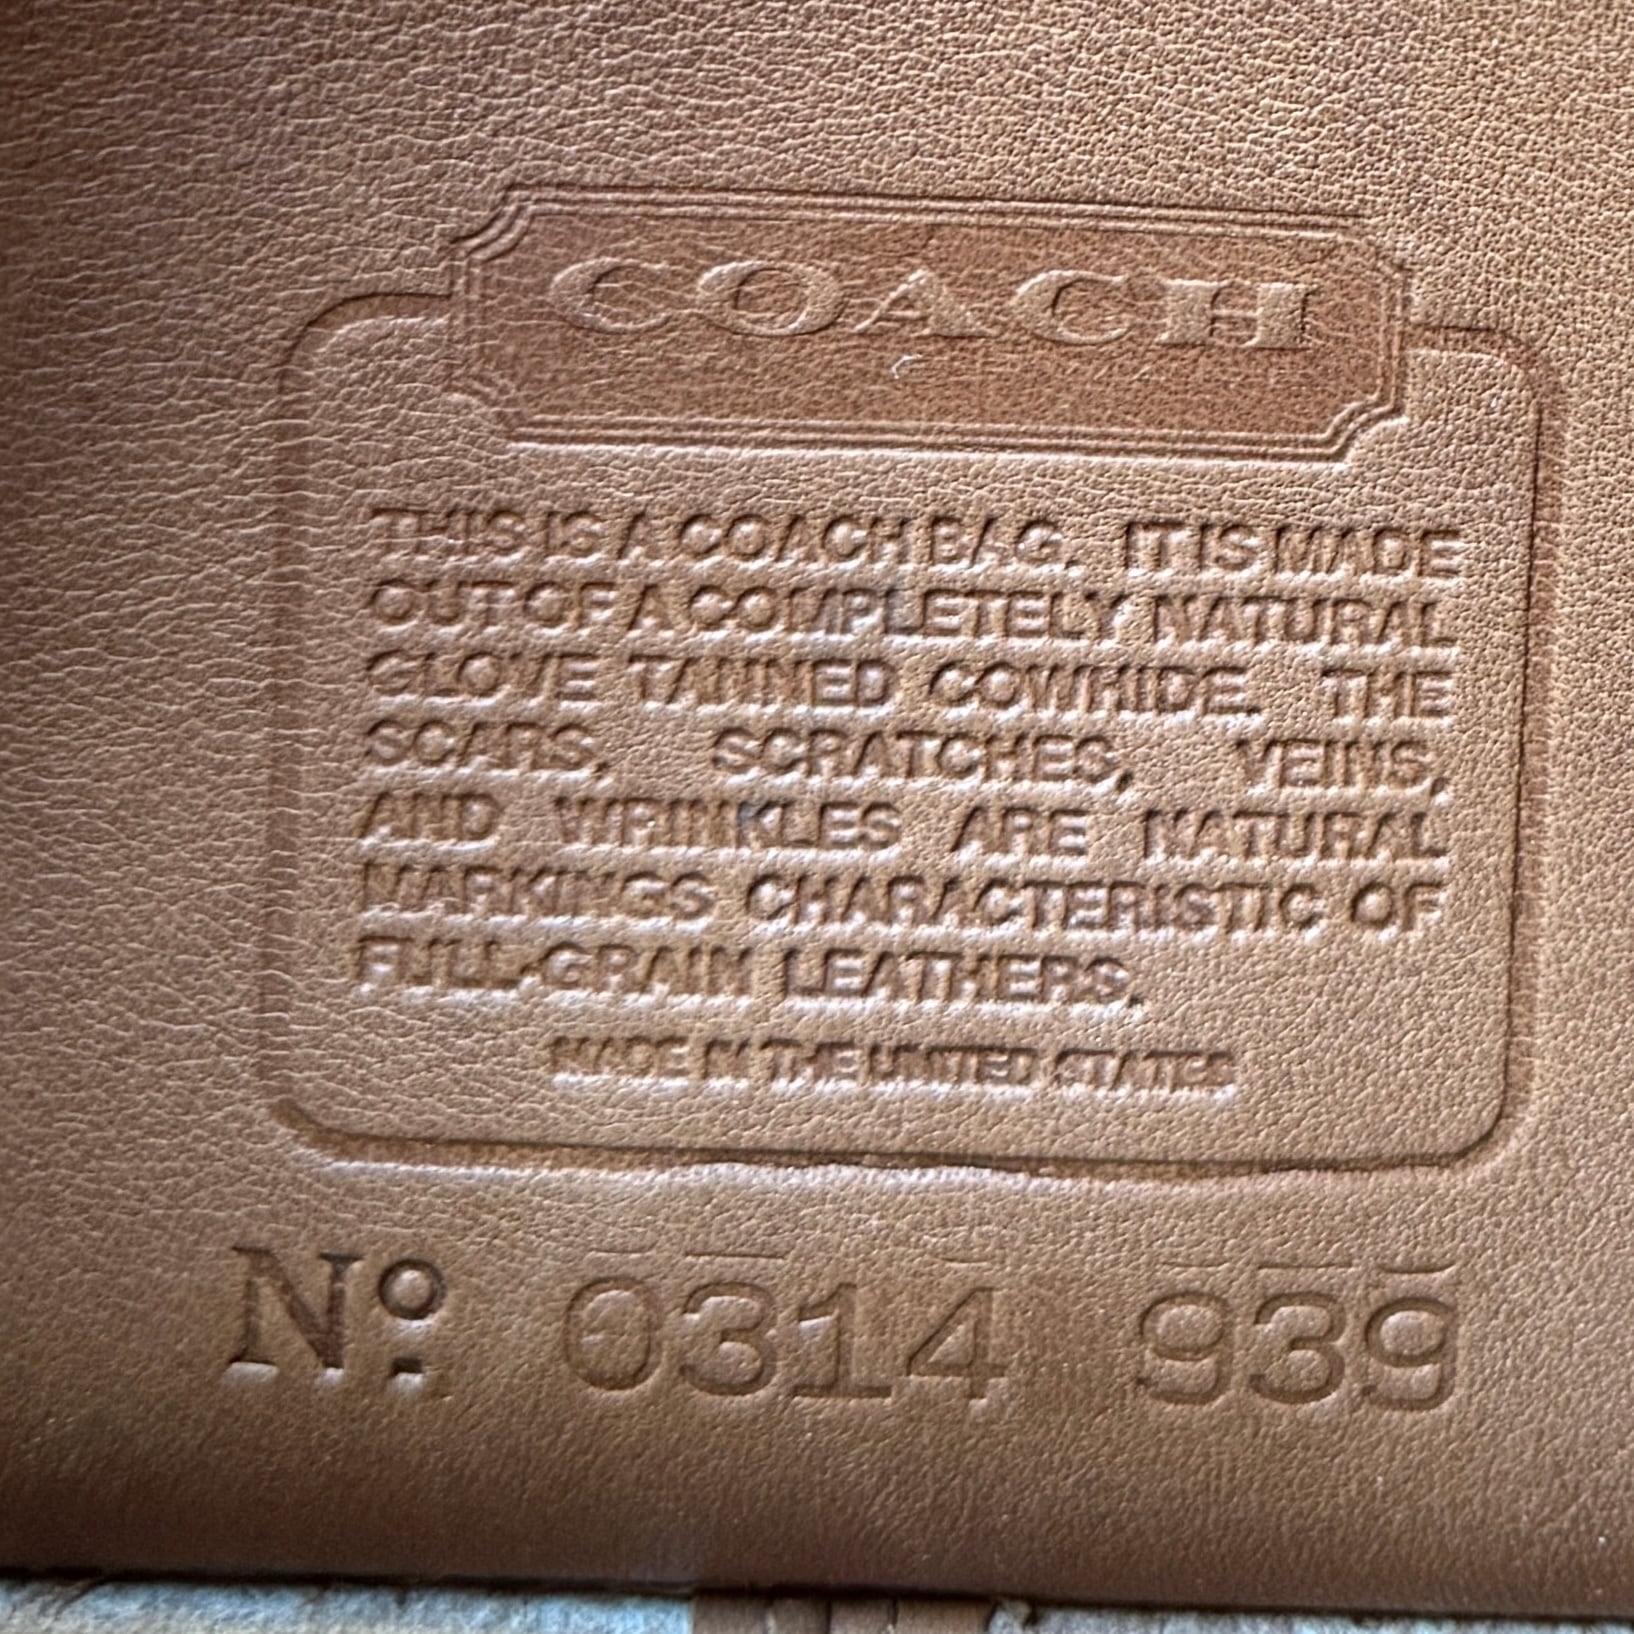 COACH
THIS IS A COACH BAG. IT IS MADE
OUT OF A COMPLETELY NATURAL
GLOVE TANNED COWHIDE. THE
SCARS, SCRATCHES, VEINS,
AND WRINKLES ARE NATURAL
MARKINGS CHARACTERISTIC OF
FULL-GRAIN LEATHERS.
MADE IN THE UNITED STATES
Nº 0314 939